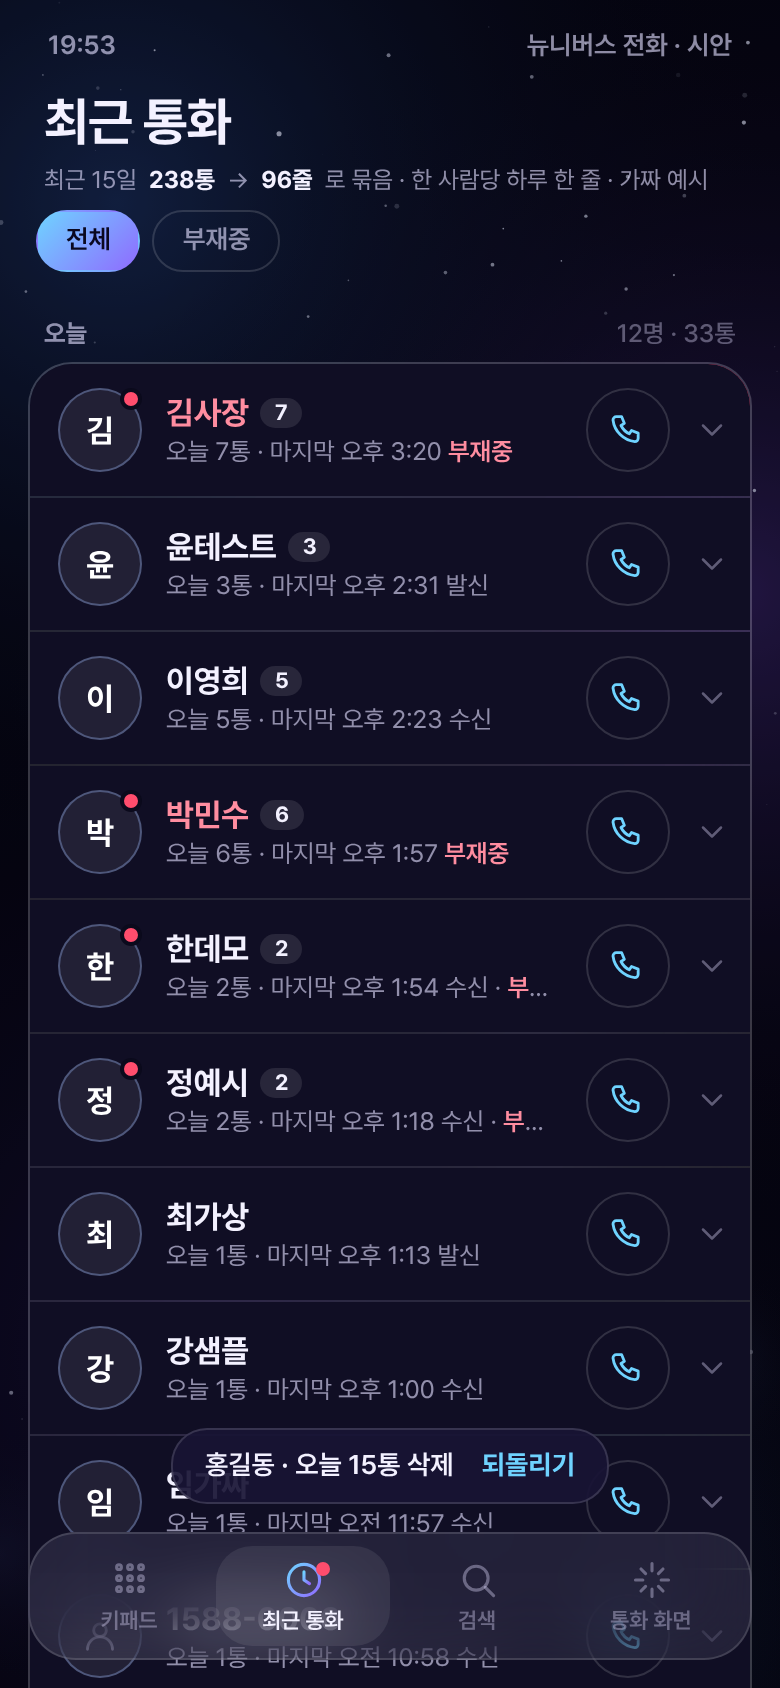 19:53
뉴니버스 전화 · 시안
최근 통화
최근 15일 238통 → 96줄 로 묶음 · 한 사람당 하루 한 줄 · 가짜 예시
전체
부재중
오늘
12명 · 33통
김
김사장 7
오늘 7통 · 마지막 오후 3:20 부재중
윤
윤테스트 3
오늘 3통 · 마지막 오후 2:31 발신
이
이영희 5
오늘 5통 · 마지막 오후 2:23 수신
박
박민수 6
오늘 6통 · 마지막 오후 1:57 부재중
한
한데모 2
오늘 2통 · 마지막 오후 1:54 수신 · 부...
정
정예시 2
오늘 2통 · 마지막 오후 1:18 수신 · 부...
최
최가상
오늘 1통 · 마지막 오후 1:13 발신
강
강샘플
오늘 1통 · 마지막 오후 1:00 수신
홍길동 · 오늘 15통 삭제 되돌리기
임
임가짜
오늘 1통 · 마지막 오전 11:57 수신
1588-
오늘 1통 · 마지막 오전 10:58 수신
키패드
최근 통화
검색
통화 화면